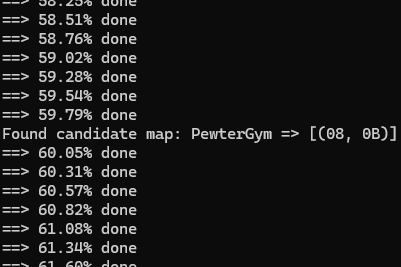 ==> 58.25% done
==> 58.51% done
==> 58.76% done
==> 59.02% done
==> 59.28% done
==> 59.54% done
==> 59.79% done
Found candidate map: PewterGym => [(08, 0B)]
==> 60.05% done
==> 60.31% done
==> 60.57% done
==> 60.82% done
==> 61.08% done
==> 61.34% done
==> 61.60% done